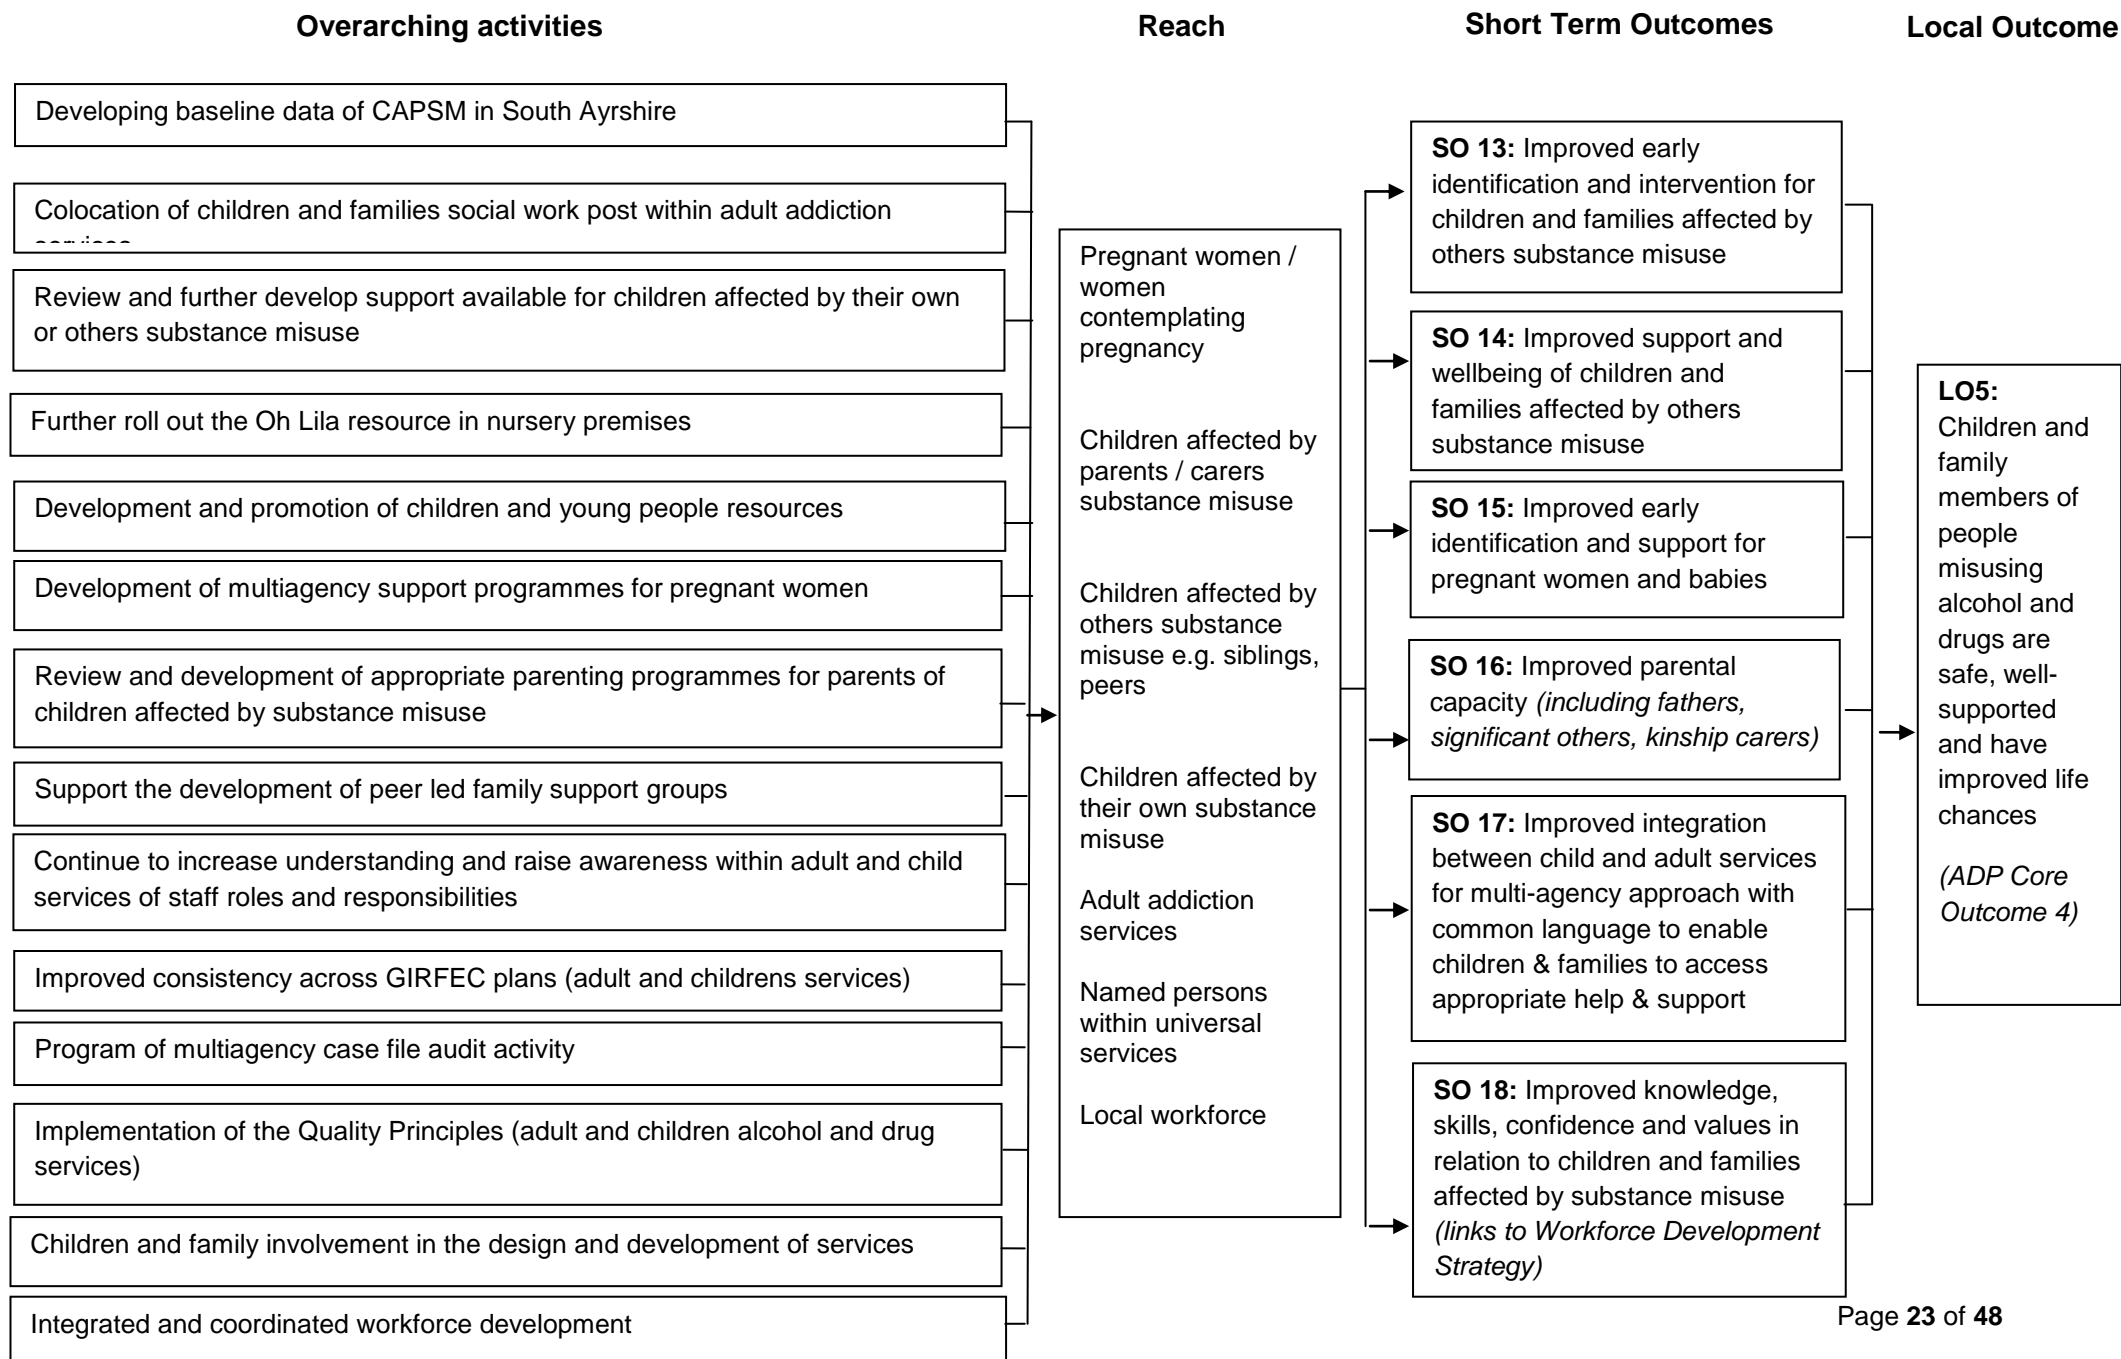 Overarching activities
Reach
Short Term Outcomes
Local Outcome
Developing baseline data of CAPSM in South Ayrshire
Colocation of children and families social work post within adult addiction
Review and further develop support available for children affected by their own
or others substance misuse
Further roll out the Oh Lila resource in nursery premises
Development and promotion of children and young people resources
Development of multiagency support programmes for pregnant women
Review and development of appropriate parenting programmes for parents of
children affected by substance misuse
Support the development of peer led family support groups
Continue to increase understanding and raise awareness within adult and child
services of staff roles and responsibilities
Improved consistency across GIRFEC plans (adult and childrens services)
Program of multiagency case file audit activity
Implementation of the Quality Principles (adult and children alcohol and drug
services)
Children and family involvement in the design and development of services
Integrated and coordinated workforce development
Pregnant women /
women
contemplating
pregnancy
Children affected by
parents / carers
substance misuse
Children affected by
others substance
misuse e.g. siblings,
peers
Children affected by
their own substance
misuse
Adult addiction
services
Named persons
within universal
services
Local workforce
SO 13: Improved early
identification and intervention for
children and families affected by
others substance misuse
SO 14: Improved support and
wellbeing of children and
families affected by others
substance misuse
SO 15: Improved early
identification and support for
pregnant women and babies
SO 16: Improved parental
capacity (including fathers,
significant others, kinship carers)
SO 17: Improved integration
between child and adult services
for multi-agency approach with
common language to enable
children & families to access
appropriate help & support
SO 18: Improved knowledge,
skills, confidence and values in
relation to children and families
affected by substance misuse
(links to Workforce Development
Strategy)
LO5:
Children and
family
members of
people
misusing
alcohol and
drugs are
safe, well-
supported
and have
improved life
chances
(ADP Core
Outcome 4)
Page 23 of 48